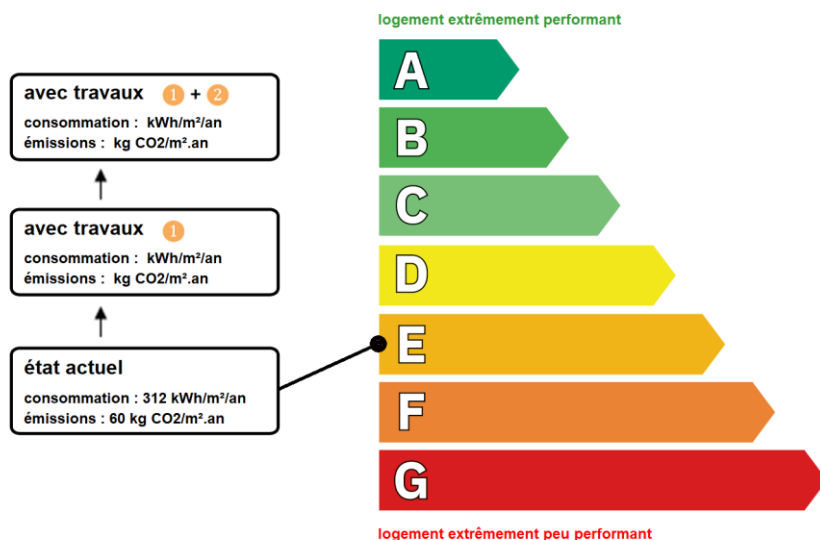 logement extrêmement performant
A
B
C
D
E
F
G
logement extrêmement peu performant
avec travaux 1 + 2
consommation : kWh/m²/an
émissions : kg CO2/m².an
avec travaux 1
consommation : kWh/m²/an
émissions : kg CO2/m².an
état actuel
consommation : 312 kWh/m²/an
émissions : 60 kg CO2/m².an